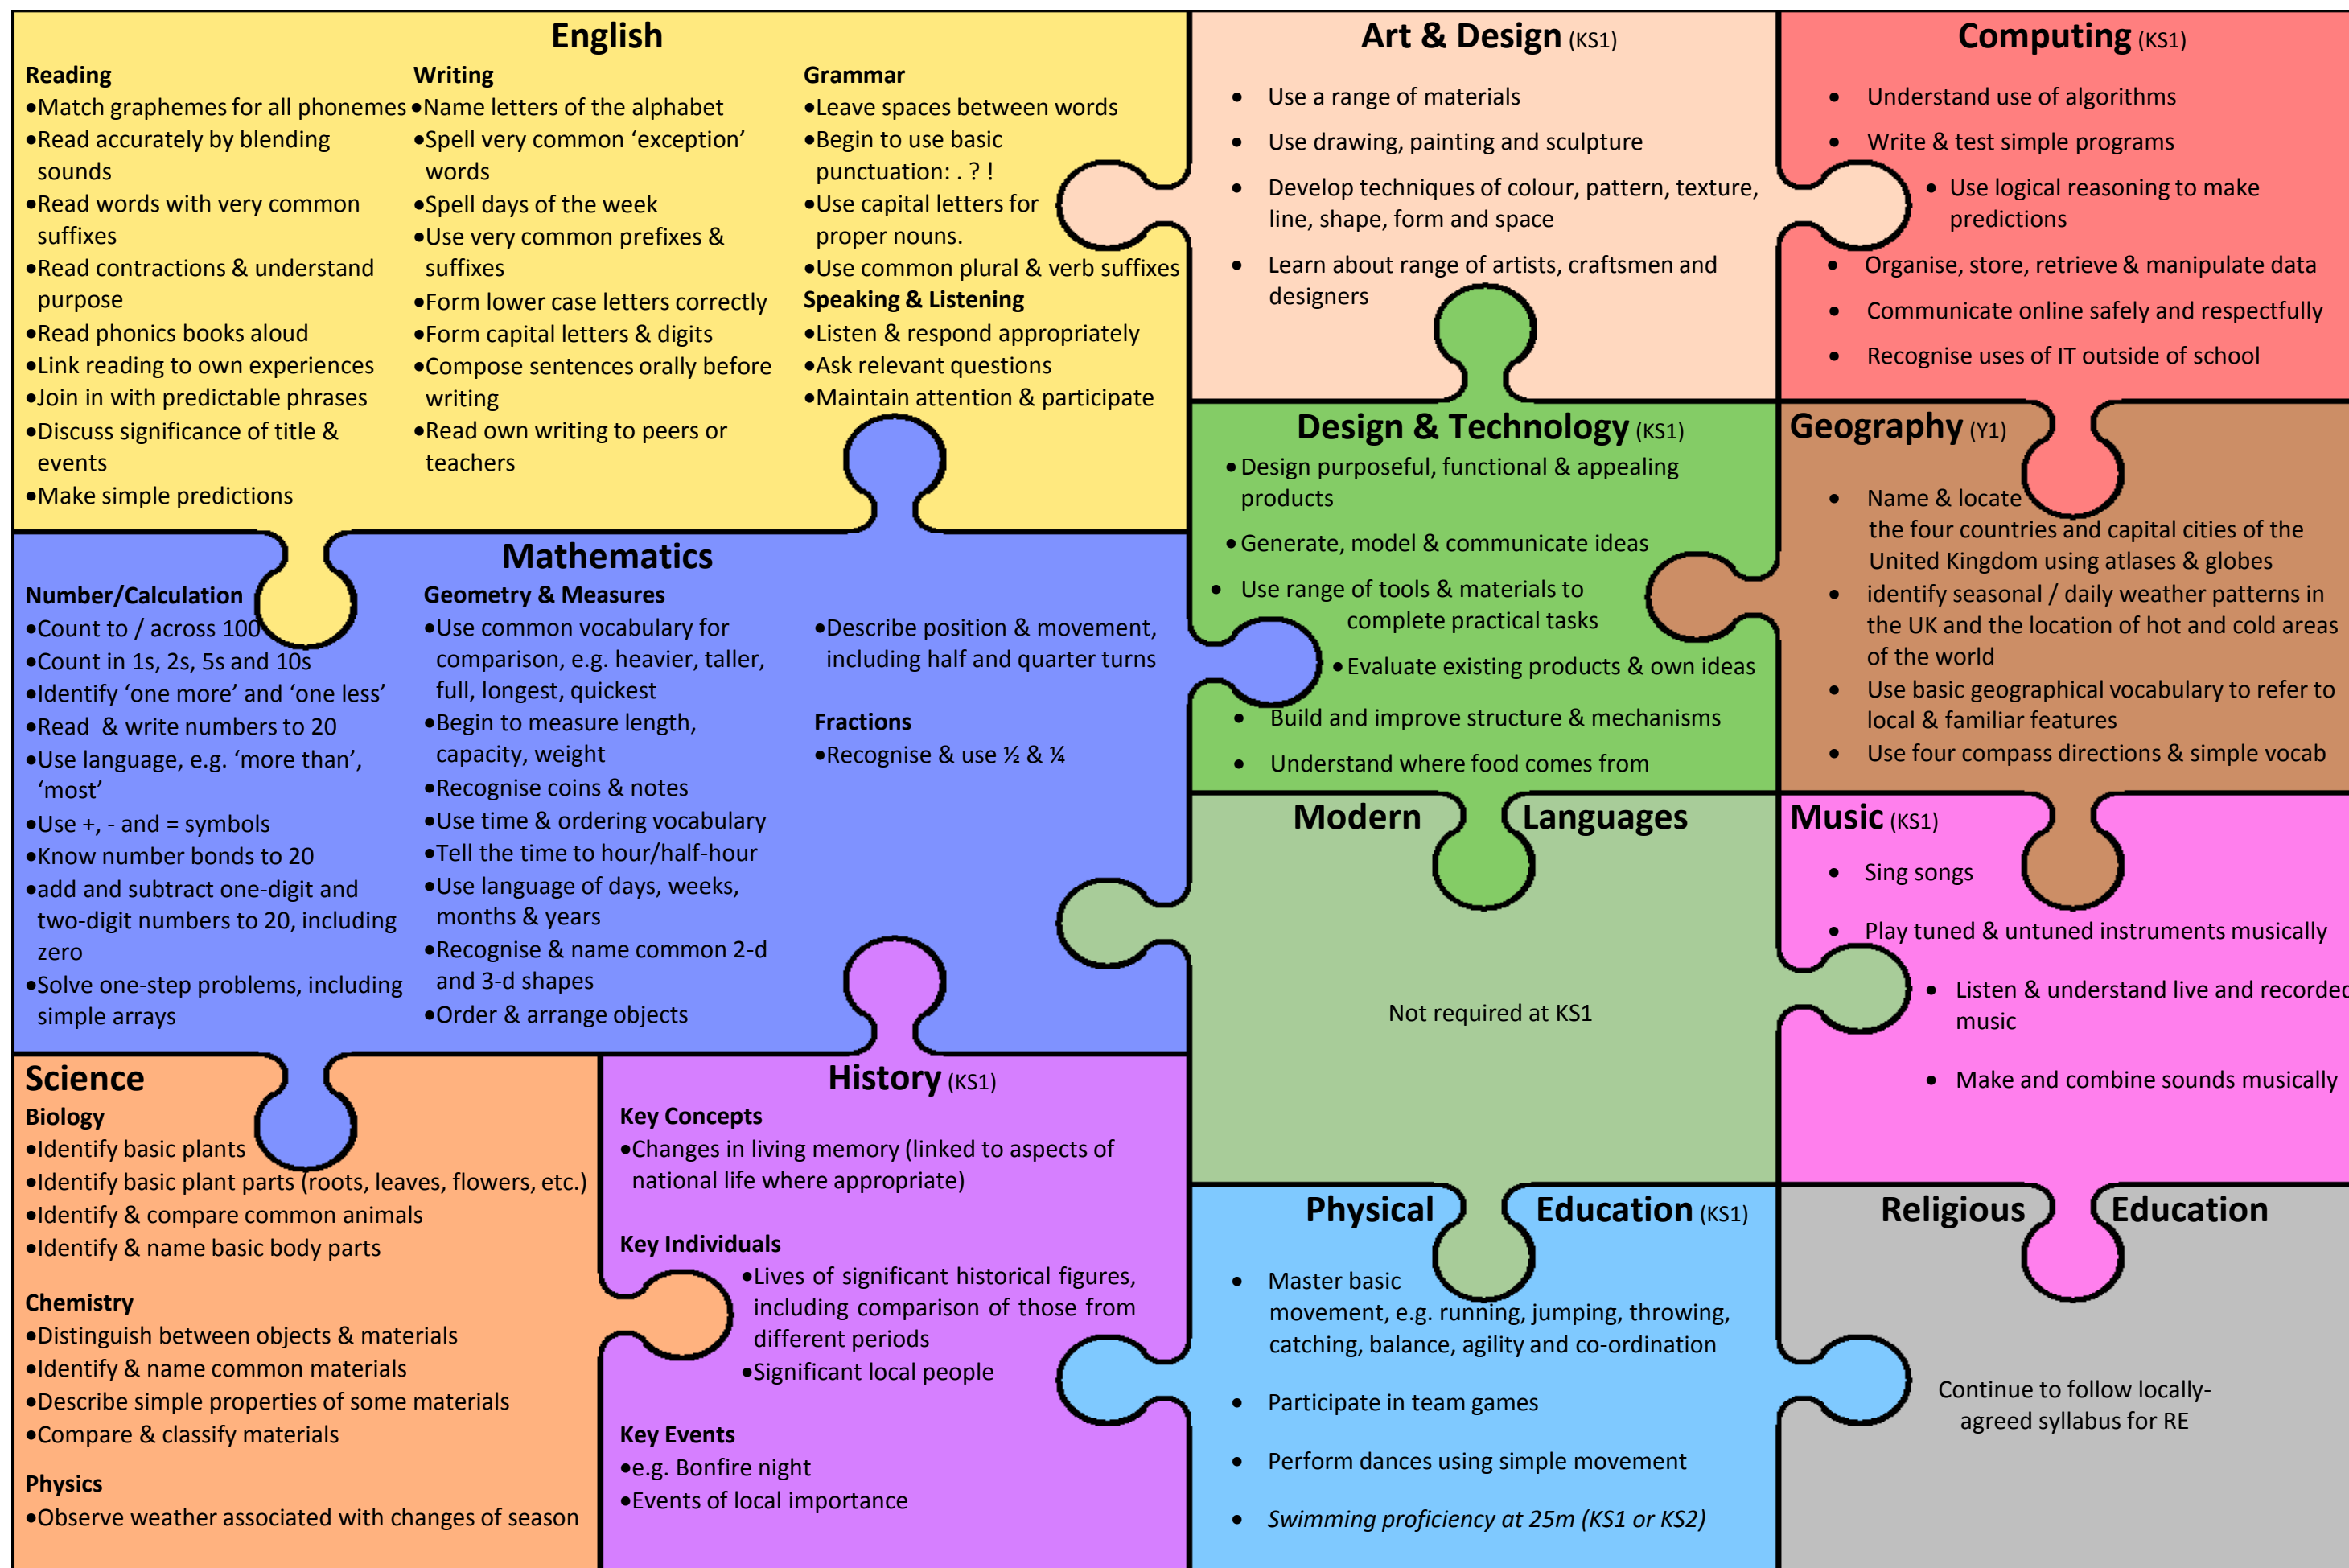 English
Reading
•Match graphemes for all phonemes
•Read accurately by blending
sounds
•Read words with very common
suffixes
•Read contractions & understand
purpose
•Read phonics books aloud
•Link reading to own experiences
•Join in with predictable phrases
•Discuss significance of title &
events
•Make simple predictions
Writing
•Name letters of the alphabet
•Spell very common ‘exception’
words
•Spell days of the week
•Use very common prefixes &
suffixes
•Form lower case letters correctly
•Form capital letters & digits
•Compose sentences orally before
writing
•Read own writing to peers or
teachers
Grammar
•Leave spaces between words
•Begin to use basic
punctuation: . ? !
•Use capital letters for
proper nouns.
•Use common plural & verb suffixes
Speaking & Listening
•Listen & respond appropriately
•Ask relevant questions
•Maintain attention & participate
Art & Design (KS1)
• Use a range of materials
• Use drawing, painting and sculpture
• Develop techniques of colour, pattern, texture,
line, shape, form and space
• Learn about range of artists, craftsmen and
designers
Computing (KS1)
• Understand use of algorithms
• Write & test simple programs
• Use logical reasoning to make
predictions
• Organise, store, retrieve & manipulate data
• Communicate online safely and respectfully
• Recognise uses of IT outside of school
Mathematics
Number/Calculation
•Count to / across 100
•Count in 1s, 2s, 5s and 10s
•Identify ‘one more’ and ‘one less’
•Read & write numbers to 20
•Use language, e.g. ‘more than’,
‘most’
•Use +, - and = symbols
•Know number bonds to 20
•add and subtract one-digit and
two-digit numbers to 20, including
zero
•Solve one-step problems, including
simple arrays
Geometry & Measures
•Use common vocabulary for
comparison, e.g. heavier, taller,
full, longest, quickest
•Begin to measure length,
capacity, weight
•Recognise coins & notes
•Use time & ordering vocabulary
•Tell the time to hour/half-hour
•Use language of days, weeks,
months & years
•Recognise & name common 2-d
and 3-d shapes
•Order & arrange objects
•Describe position & movement,
including half and quarter turns
Fractions
•Recognise & use ½ & ¼
Design & Technology (KS1)
•Design purposeful, functional & appealing
products
•Generate, model & communicate ideas
• Use range of tools & materials to
complete practical tasks
•Evaluate existing products & own ideas
• Build and improve structure & mechanisms
• Understand where food comes from
Geography (Y1)
• Name & locate
the four countries and capital cities of the
United Kingdom using atlases & globes
• identify seasonal / daily weather patterns in
the UK and the location of hot and cold areas
of the world
• Use basic geographical vocabulary to refer to
local & familiar features
• Use four compass directions & simple vocab
Modern Languages
Not required at KS1
Music (KS1)
• Sing songs
• Play tuned & untuned instruments musically
• Listen & understand live and recorded
music
• Make and combine sounds musically
Science
Biology
•Identify basic plants
•Identify basic plant parts (roots, leaves, flowers, etc.)
•Identify & compare common animals
•Identify & name basic body parts
Chemistry
•Distinguish between objects & materials
•Identify & name common materials
•Describe simple properties of some materials
•Compare & classify materials
Physics
•Observe weather associated with changes of season
History (KS1)
Key Concepts
•Changes in living memory (linked to aspects of
national life where appropriate)
Key Individuals
•Lives of significant historical figures,
including comparison of those from
different periods
•Significant local people
Key Events
•e.g. Bonfire night
•Events of local importance
Physical Education (KS1)
• Master basic
movement, e.g. running, jumping, throwing,
catching, balance, agility and co-ordination
• Participate in team games
• Perform dances using simple movement
• Swimming proficiency at 25m (KS1 or KS2)
Religious Education
Continue to follow locally-
agreed syllabus for RE